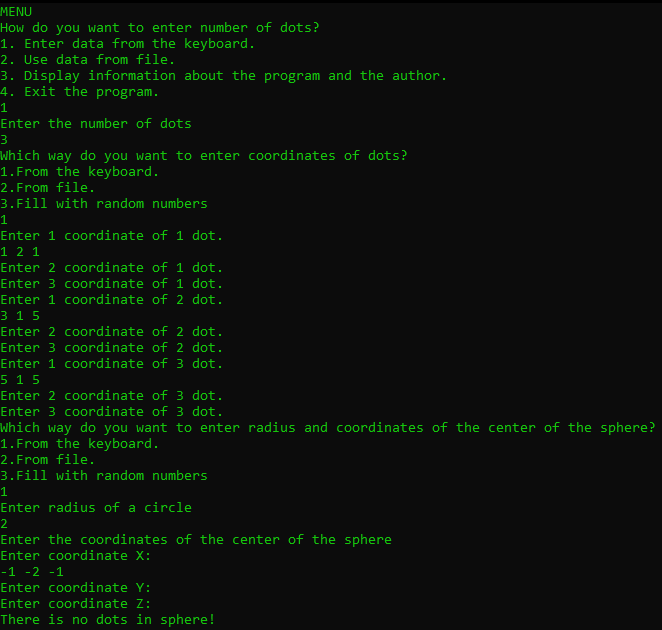 MENU
How do you want to enter number of dots?
1. Enter data from the keyboard.
2. Use data from file.
3. Display information about the program and the author.
4. Exit the program.
1
Enter the number of dots
3
Which way do you want to enter coordinates of dots?
1.From the keyboard.
2.From file.
3.Fill with random numbers
1
Enter 1 coordinate of 1 dot.
1 2 1
Enter 2 coordinate of 1 dot.
Enter 3 coordinate of 1 dot.
Enter 1 coordinate of 2 dot.
3 1 5
Enter 2 coordinate of 2 dot.
Enter 3 coordinate of 2 dot.
Enter 1 coordinate of 3 dot.
5 1 5
Enter 2 coordinate of 3 dot.
Enter 3 coordinate of 3 dot.
Which way do you want to enter radius and coordinates of the center of the sphere?
1.From the keyboard.
2.From file.
3.Fill with random numbers
1
Enter radius of a circle
2
Enter the coordinates of the center of the sphere
Enter coordinate X:
-1 -2 -1
Enter coordinate Y:
Enter coordinate Z:
There is no dots in sphere!